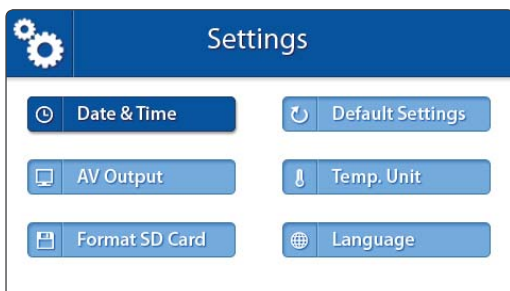 Settings
Date & Time
Default Settings
AV Output
Temp. Unit
Format SD Card
Language